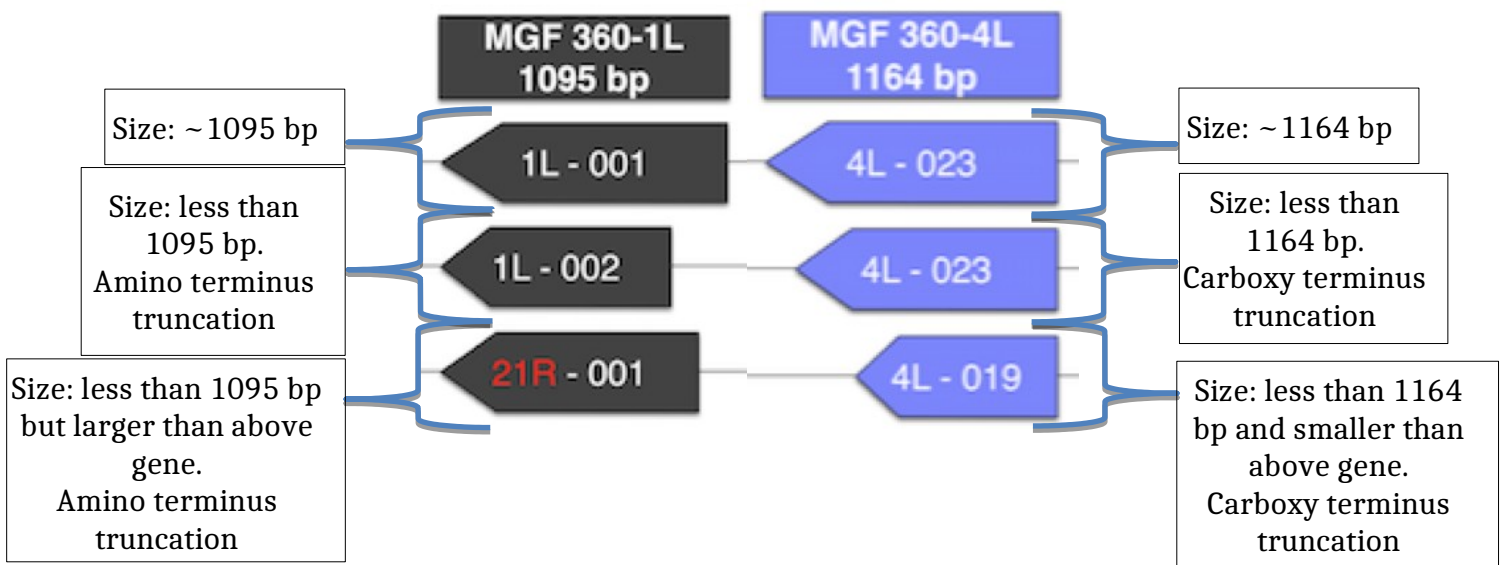 MGF 360-1L
1095 bp
MGF 360-4L
1164 bp
Size: ~1095 bp
1L - 001
4L - 023
Size: ~1164 bp
Size: less than
1095 bp.
Amino terminus
truncation
1L - 002
4L - 023
Size: less than
1164 bp.
Carboxy terminus
truncation
Size: less than 1095 bp
but larger than above
gene.
Amino terminus
truncation
21R - 001
4L - 019
Size: less than 1164
bp and smaller than
above gene.
Carboxy terminus
truncation